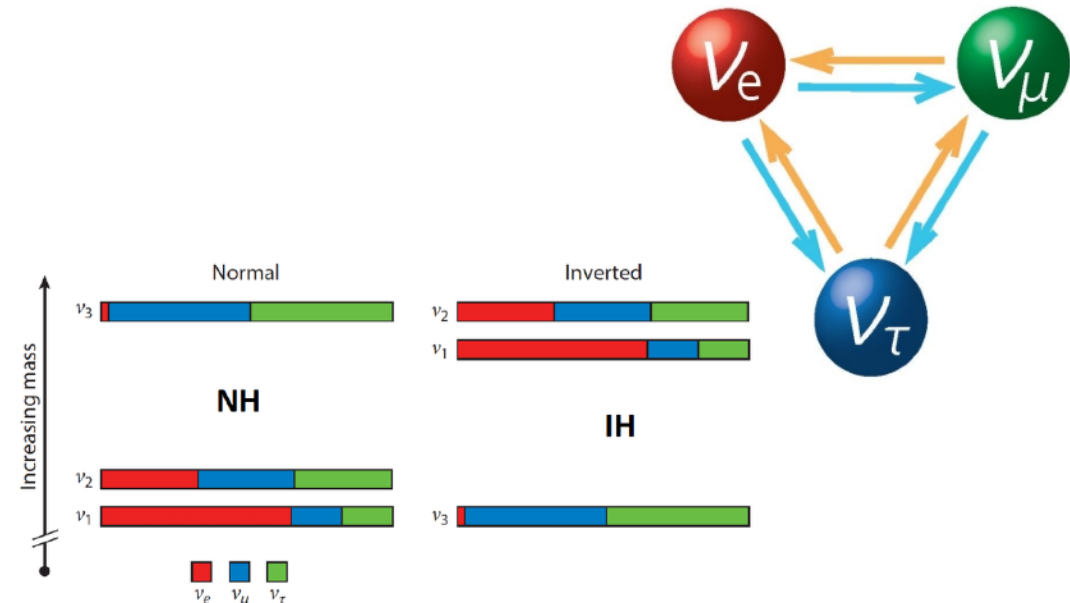 νe
νμ
ντ
Normal
Inverted
ν3
ν2
ν1
NH
IH
ν2
ν1
ν3
Increasing mass
νe νμ ντ